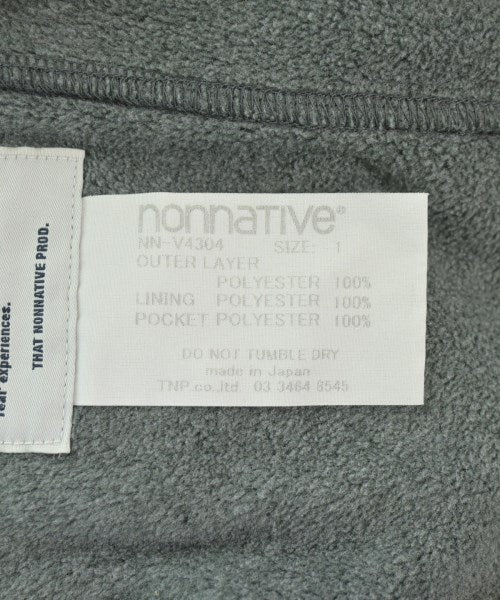 nonnative®
NN-V4304 SIZE: 1
OUTER LAYER
POLYESTER 100%
LINING POLYESTER 100%
POCKET POLYESTER 100%
DO NOT TUMBLE DRY
made in Japan
TNP.co.,ltd. 03 3464 8545
"real" experiences.
THAT NONNATIVE PROD.